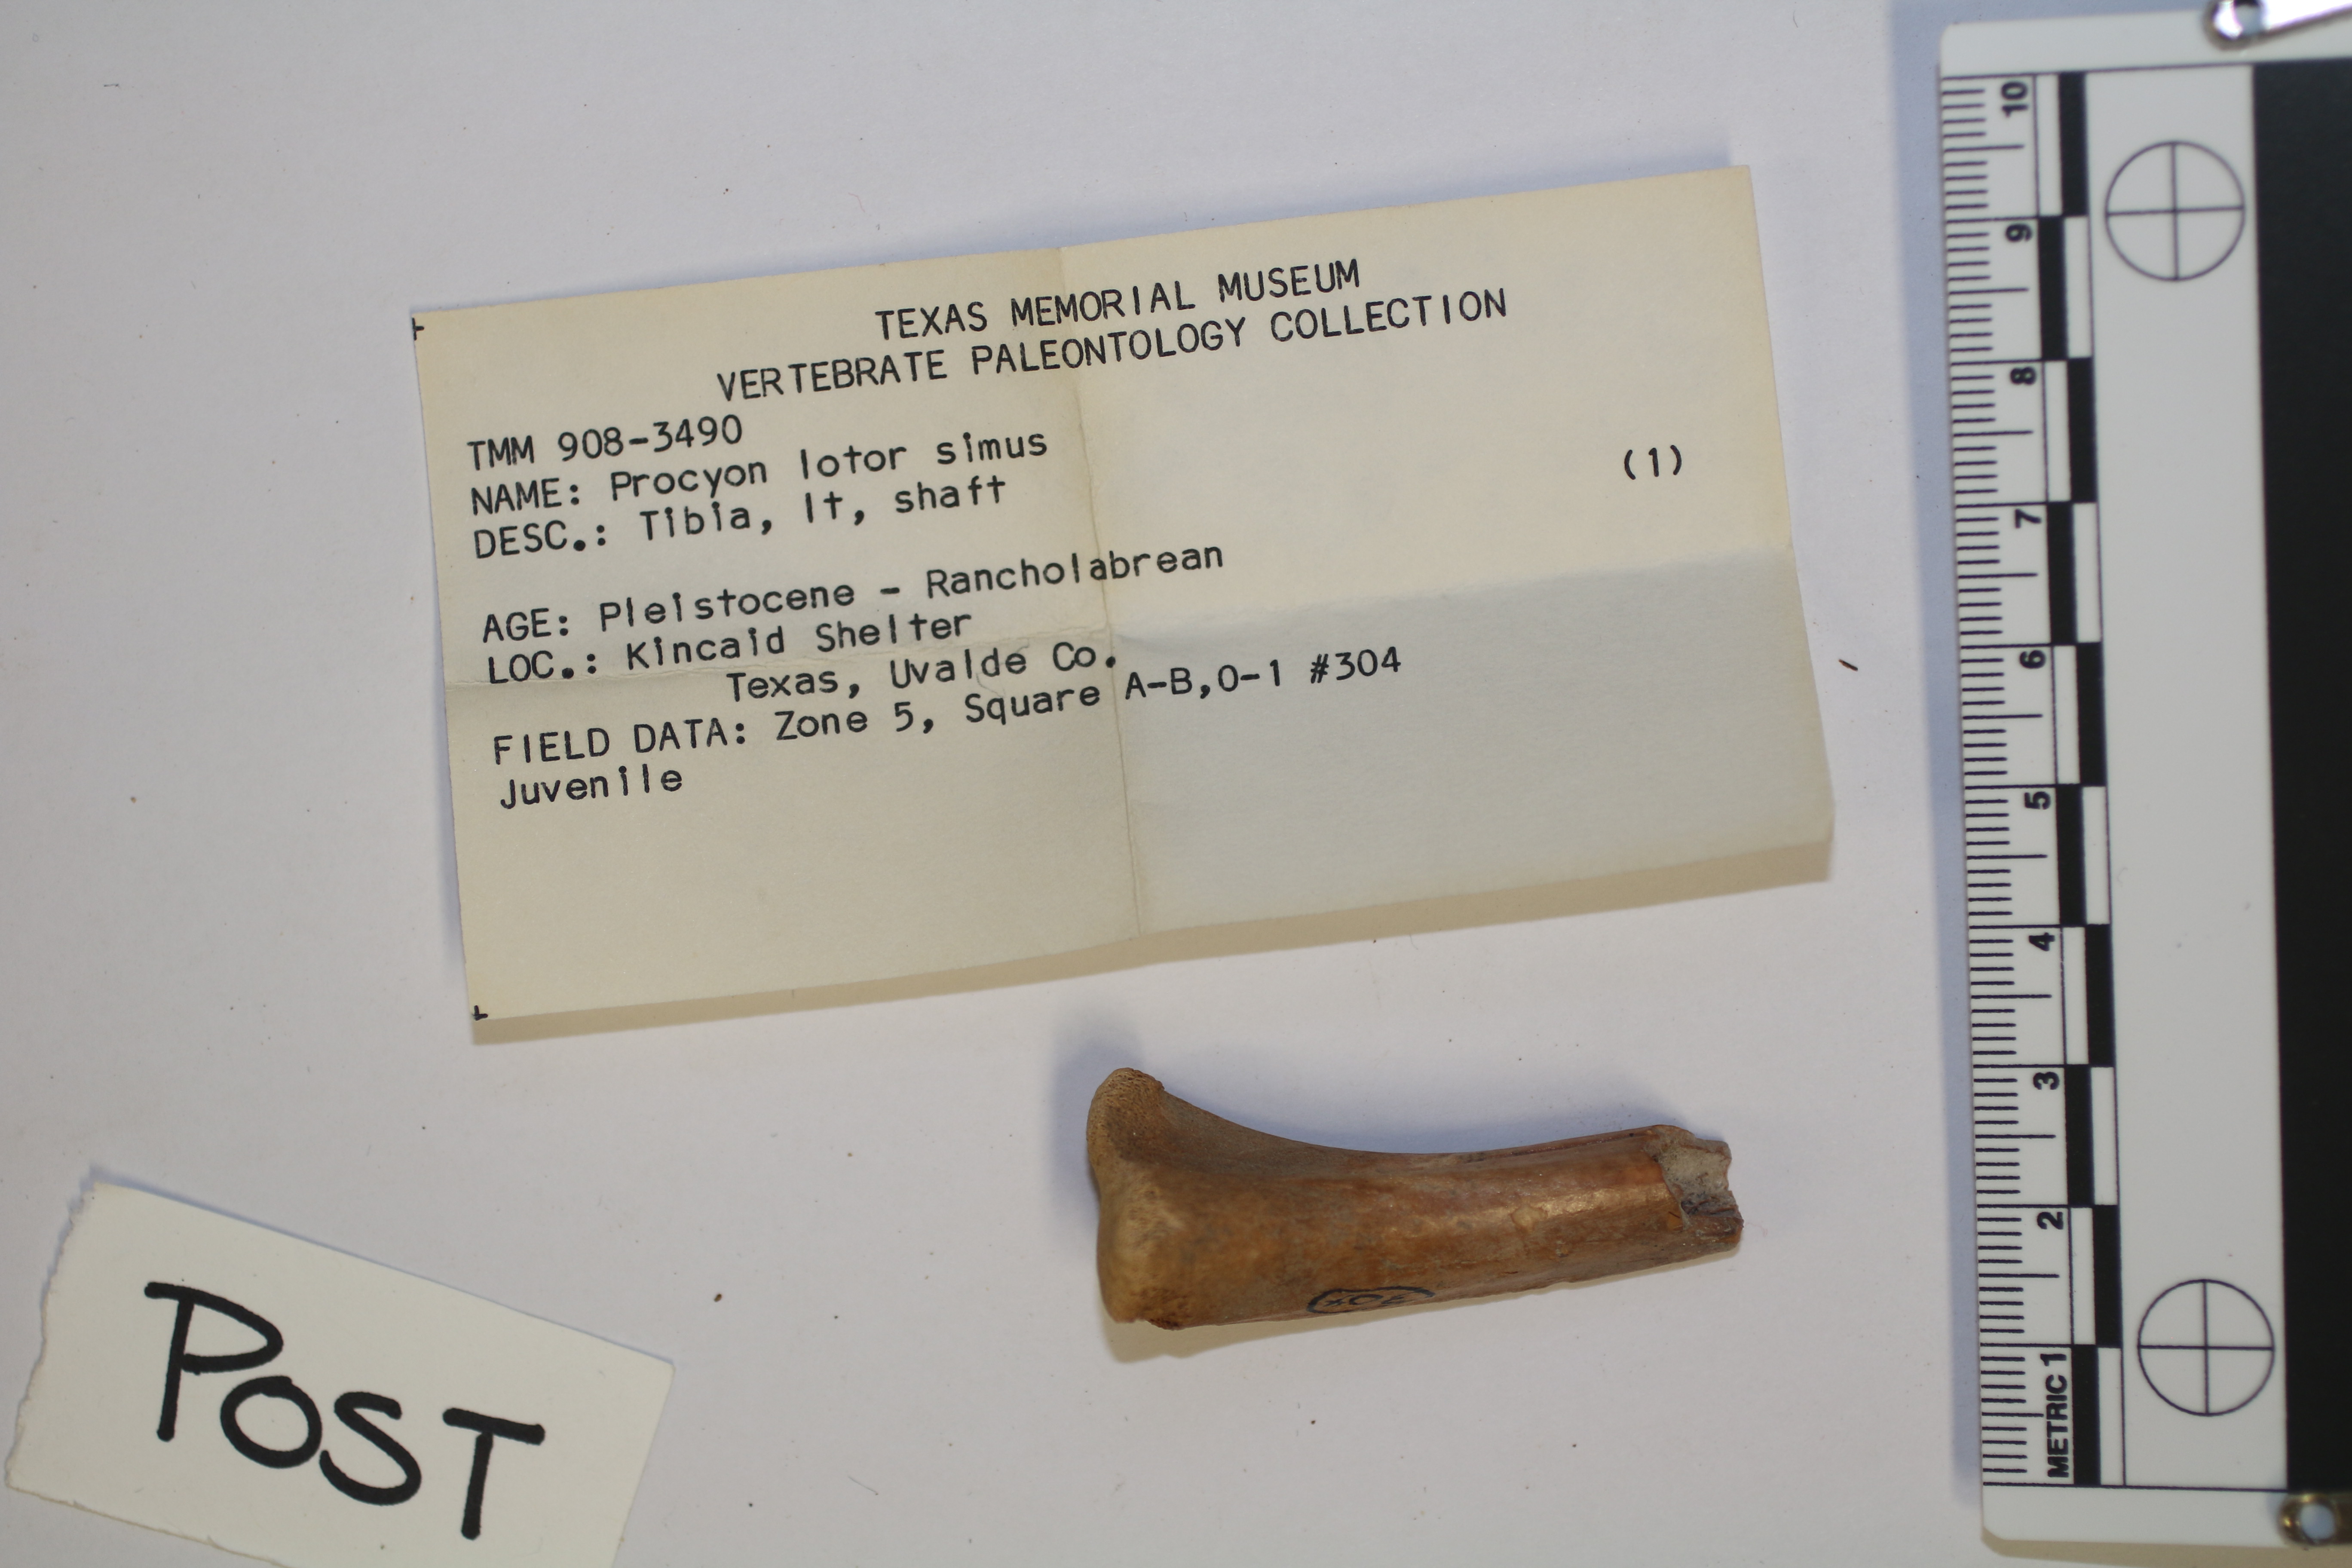 POST
TEXAS MEMORIAL MUSEUM
VERTEBRATE PALEONTOLOGY COLLECTION
TMM 908-3490
NAME: Procyon lotor simus (1)
DESC.: Tibia, lt, shaft
AGE: Pleistocene - Rancholabrean
LOC.: Kincaid Shelter
Texas, Uvalde Co.
FIELD DATA: Zone 5, Square A-B,0-1 #304
Juvenile
METRIC 1 2 3 4 5 6 7 8 9 10